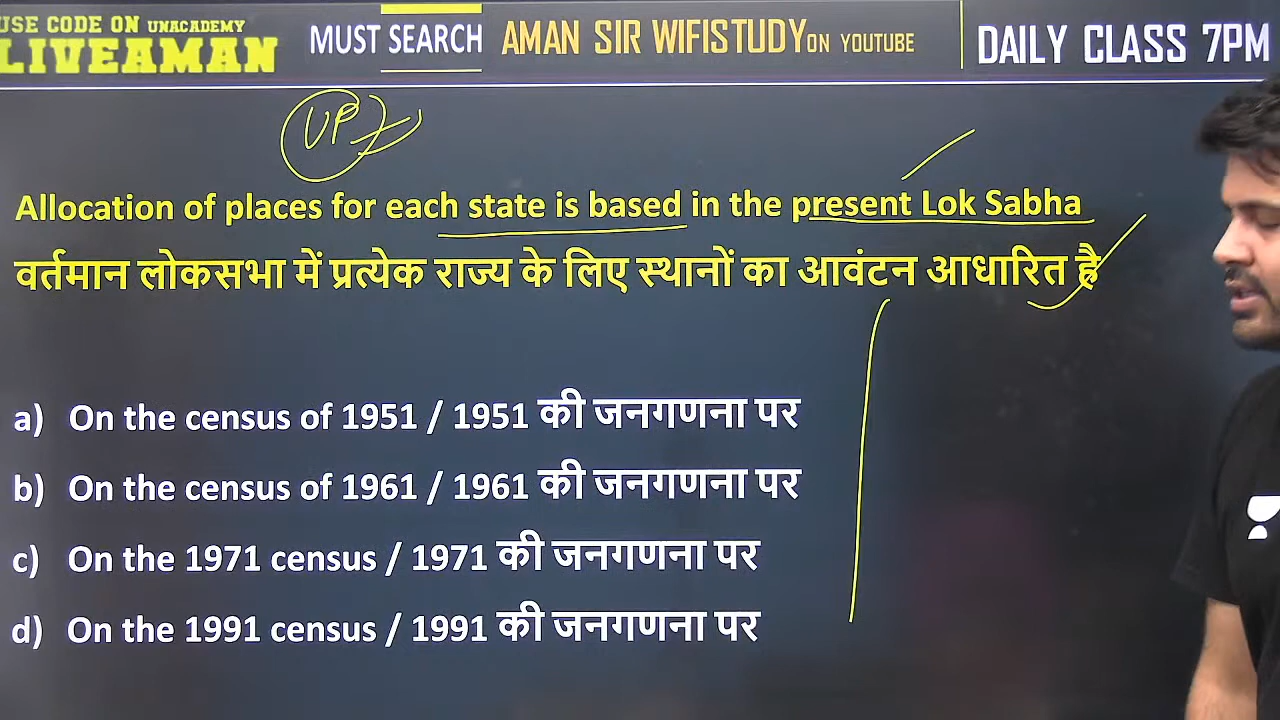 USE CODE ON UNACADEMY
LIVEAMAN
MUST SEARCH
AMAN SIR WIFISTUDY ON YOUTUBE
DAILY CLASS 7PM
UP
Allocation of places for each state is based in the present Lok Sabha
वर्तमान लोकसभा में प्रत्येक राज्य के लिए स्थानों का आवंटन आधारित है
a) On the census of 1951 / 1951 की जनगणना पर
b) On the census of 1961 / 1961 की जनगणना पर
c) On the 1971 census / 1971 की जनगणना पर
d) On the 1991 census / 1991 की जनगणना पर